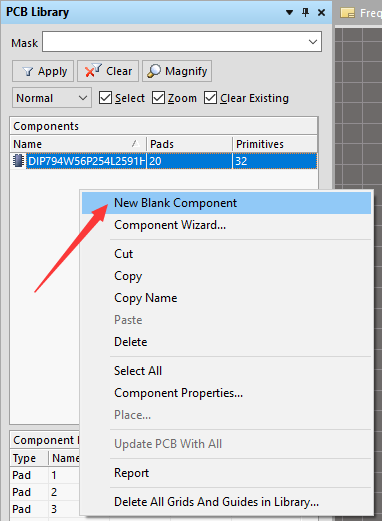 PCB Library
Freq
Mask
Apply Clear Magnify
Normal Select Zoom Clear Existing
Components
Name / Pads Primitives
DIP794W56P254L2591H 20 32
New Blank Component
Component Wizard...
Cut
Copy
Copy Name
Paste
Delete
Select All
Component Properties...
Place...
Update PCB With All
Report
Delete All Grids And Guides in Library...
Component
Type Name
Pad 1
Pad 2
Pad 3